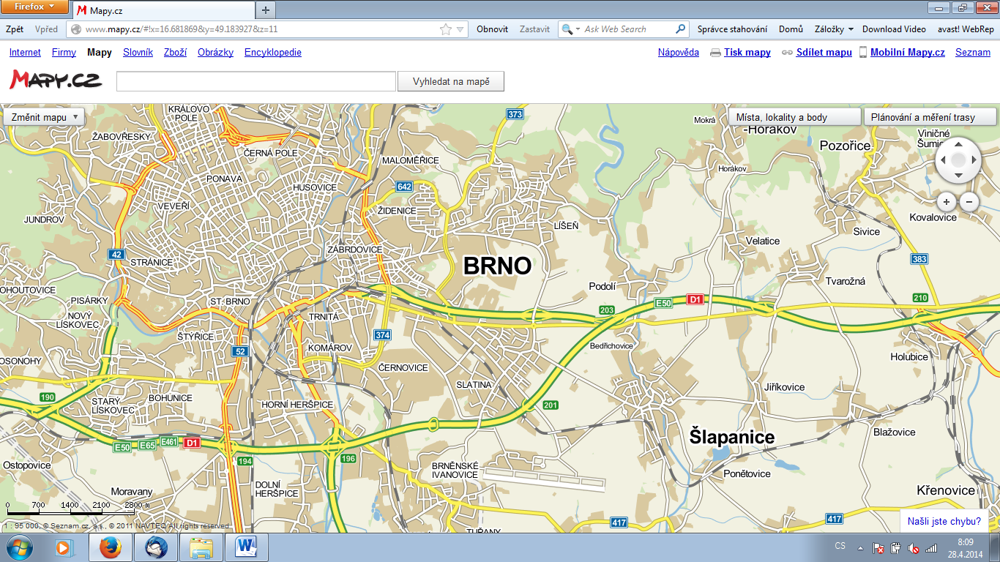 Firefox
Mapy.cz
Zpět Vpřed www.mapy.cz/#!x=16.681869&y=49.183927&z=11 Obnovit Zastavit Ask Web Search Správce stahování Domů Záložky Download Video avast! WebRep
Internet Firmy Mapy Slovník Zboží Obrázky Encyklopedie Nápověda Tisk mapy Sdílet mapu Mobilní Mapy.cz Seznam
MAPY.CZ Vyhledat na mapě
Změnit mapu Místa, lokality a body Plánování a měření trasy
KRÁLOVO
POLE
373
Mokrá
-Horákov
Viničné
Šumic
ŽABOVŘESKY
Pozořice
ČERNÁ POLE
MALOMĚŘICE
Horákov
PONAVA
HUSOVICE
642
VEVEŘÍ
ŽIDENICE
JUNDROV
LÍŠEŇ
Kovalovice
Sivice
Velatice
ZÁBRDOVICE
42
STRÁNICE
BRNO
383
Tvarožná
OHOUTOVICE
Podolí
PISÁRKY
ST. BRNO
E50
D1
210
203
NOVÝ
LÍSKOVEC
TRNITÁ
ŠTÝŘICE
374
KOMÁROV
Bedřichovice
52
Holubice
OSONOHY
ČERNOVICE
SLATINA
Jiříkovice
190
STARÝ
LÍSKOVEC
BOHUNICE
HORNÍ HERŠPICE
201
Blažovice
Šlapanice
E50
E65
E461
D1
194
196
Ostopovice
BRNĚNSKÉ
IVANOVICE
Ponětovice
Moravany
DOLNÍ
HERŠPICE
Křenovice
0 700 1400 2100 2800 m
417
417
Našli jste chybu?
1 : 95 000, © Seznam.cz, a.s., © 2011 NAVTEQ All rights reserved
TUŘANY
CS
8:09
28.4.2014